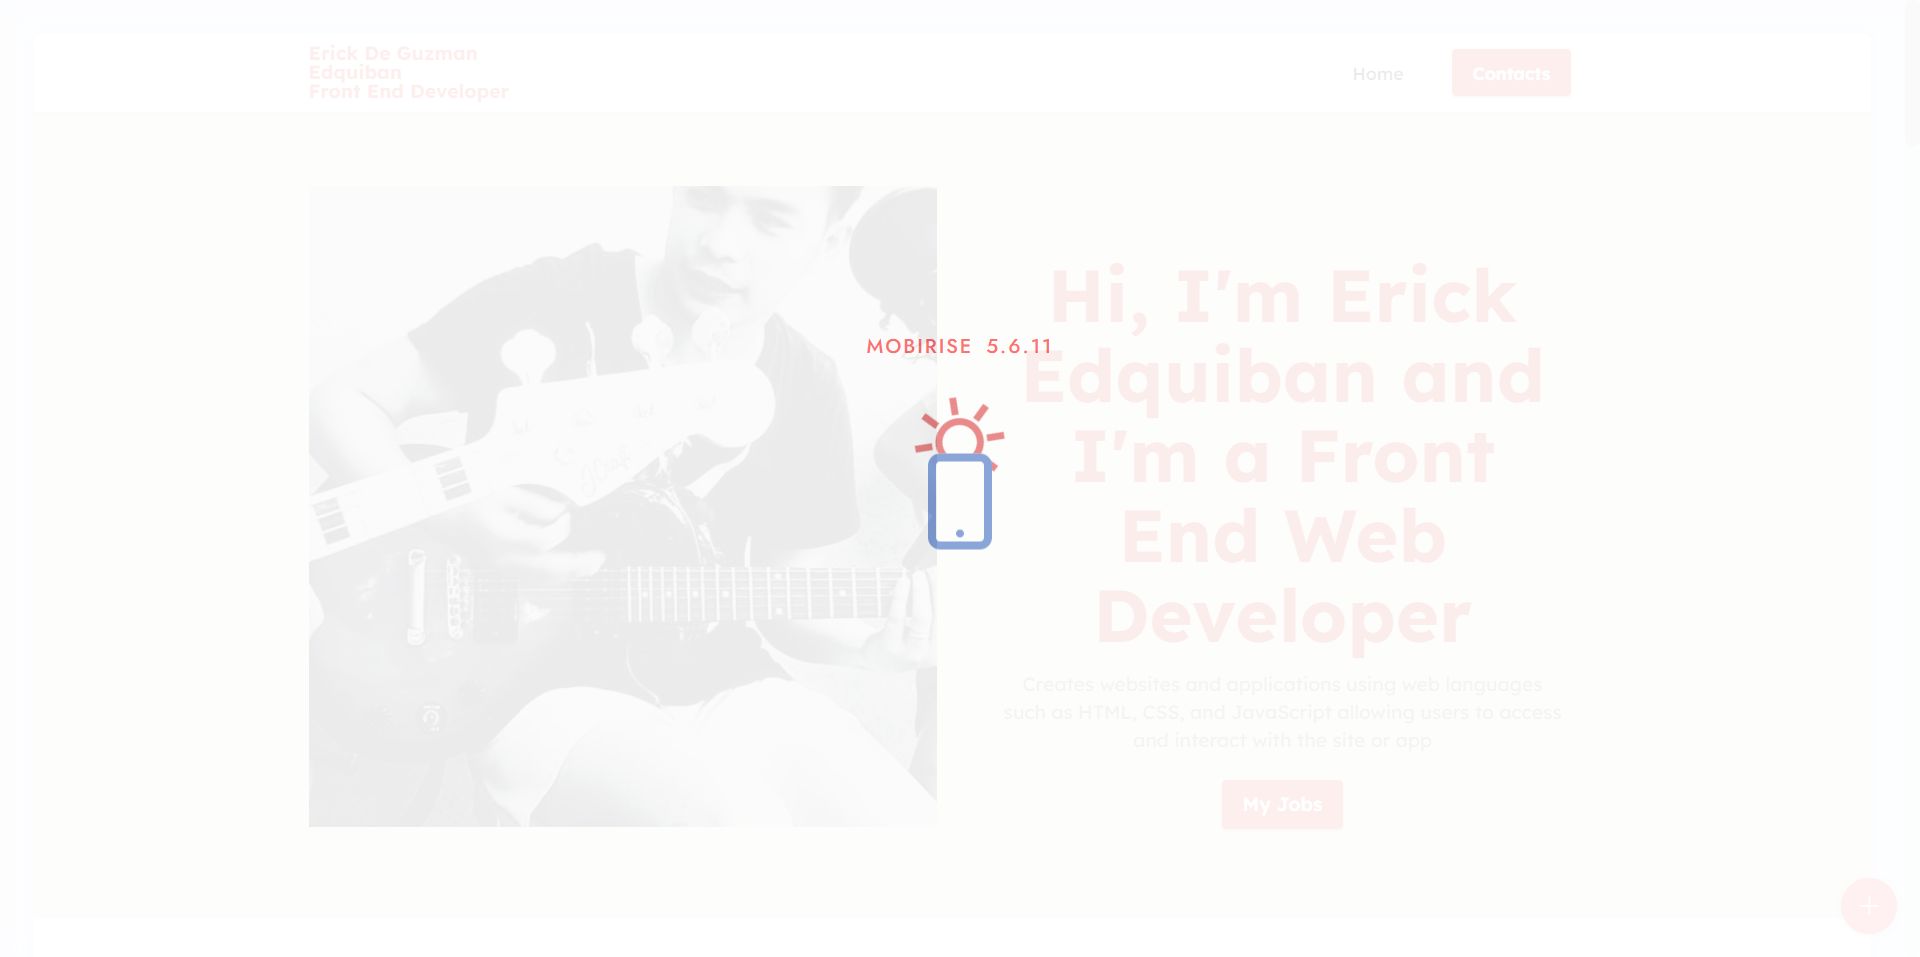 Erick De Guzman
Edquiban
Front End Developer
Home
Contacts
MOBIRISE 5.6.11
Hi, I'm Erick
Edquiban and
I'm a Front
End Web
Developer
Creates websites and applications using web languages
such as HTML, CSS, and JavaScript allowing users to access
and interact with the site or app
My Jobs